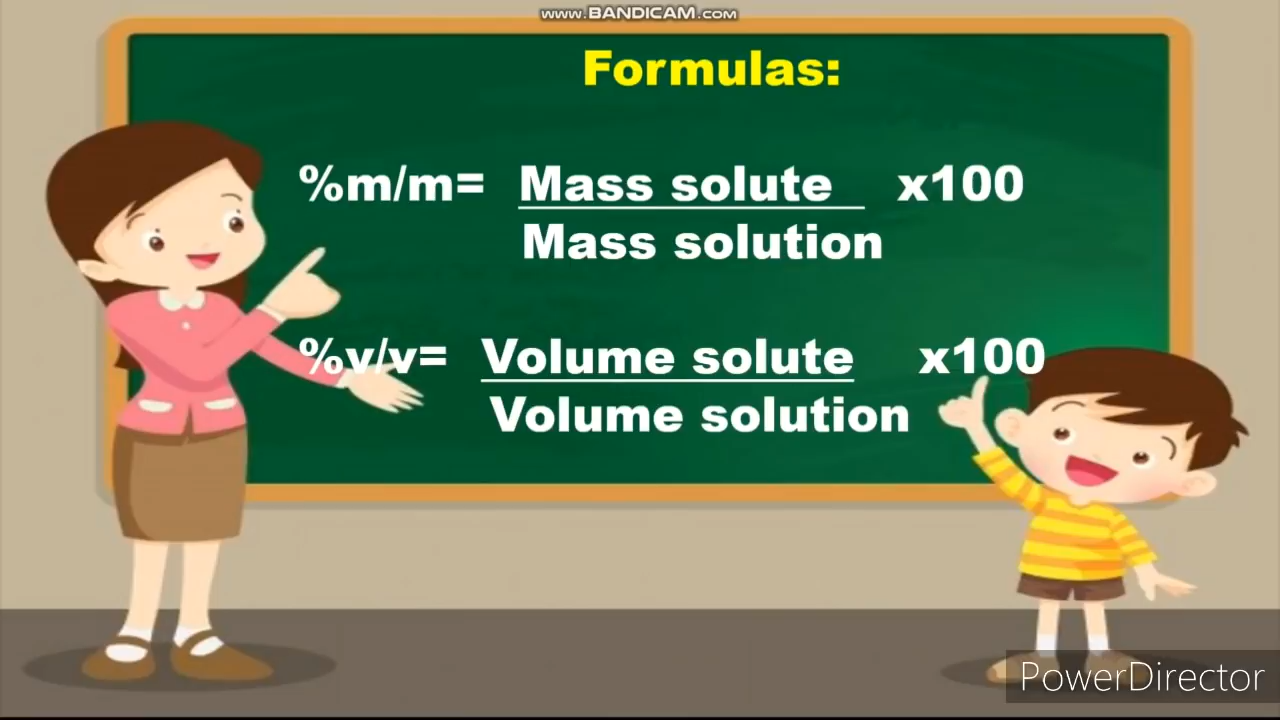 www.BANDICAM.com
Formulas:
%m/m= Mass solute x100
Mass solution
%v/v= Volume solute x100
Volume solution
PowerDirector